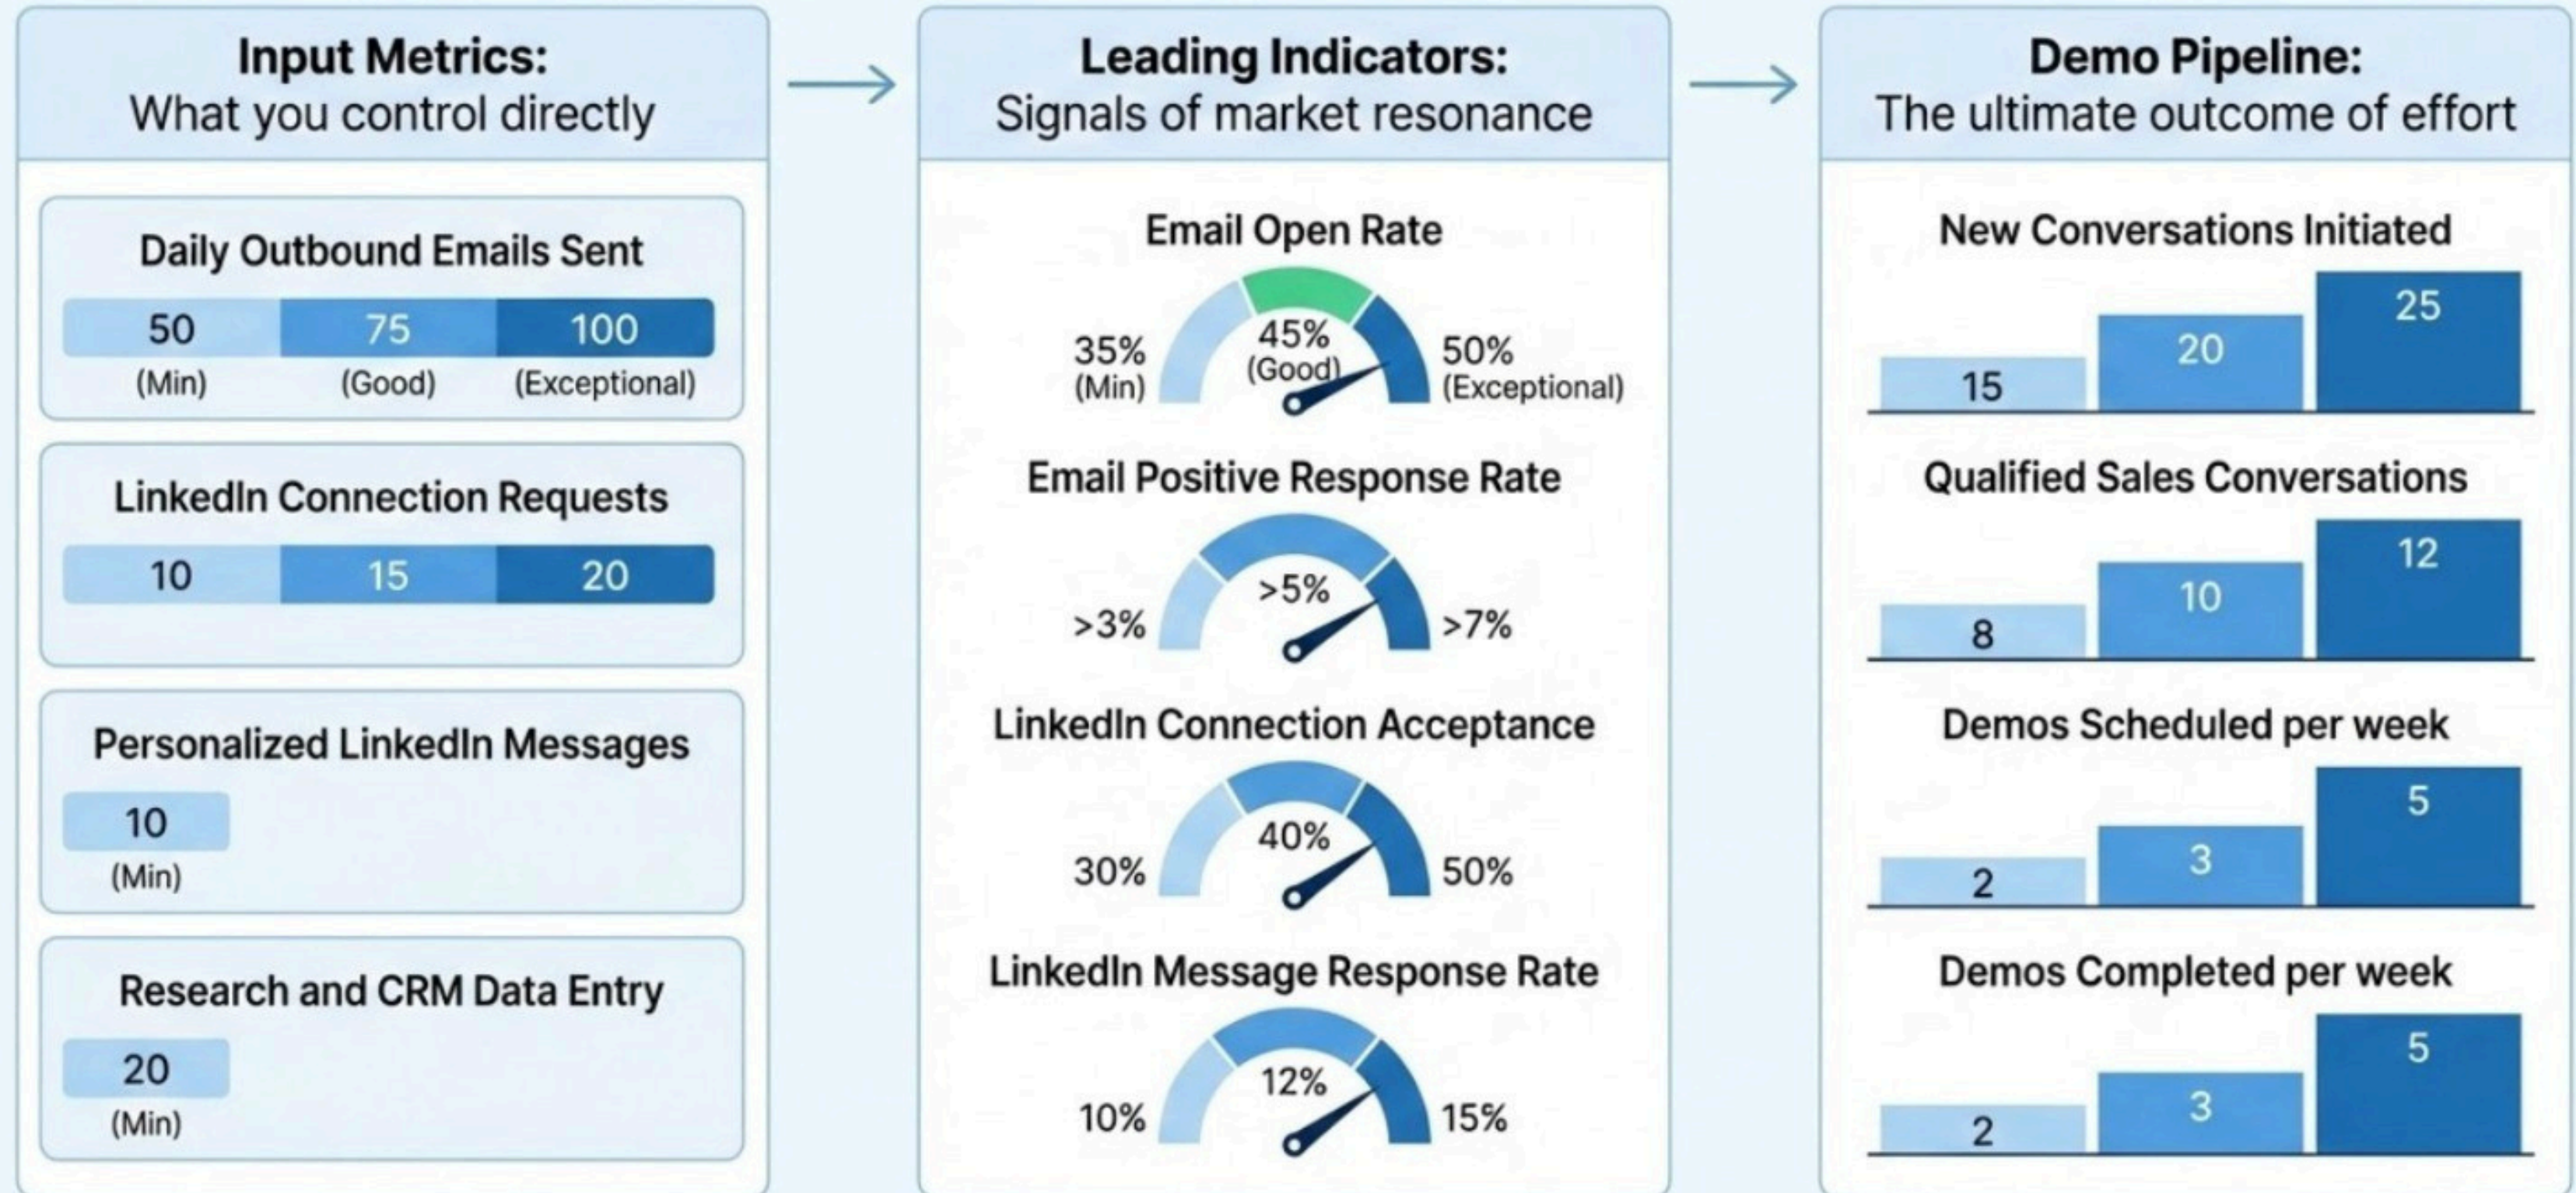 Input Metrics:
What you control directly
Daily Outbound Emails Sent
50 75 100
(Min) (Good) (Exceptional)
LinkedIn Connection Requests
10 15 20
Personalized LinkedIn Messages
10
(Min)
Research and CRM Data Entry
20
(Min)
Leading Indicators:
Signals of market resonance
Email Open Rate
35%
(Min)
45%
(Good)
50%
(Exceptional)
Email Positive Response Rate
>3% >5% >7%
LinkedIn Connection Acceptance
30% 40% 50%
LinkedIn Message Response Rate
10% 12% 15%
Demo Pipeline:
The ultimate outcome of effort
New Conversations Initiated
15 20 25
Qualified Sales Conversations
8 10 12
Demos Scheduled per week
2 3 5
Demos Completed per week
2 3 5